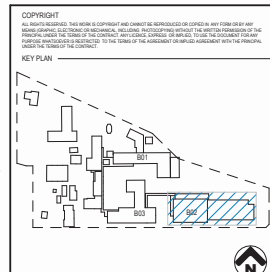 COPYRIGHT
ALL RIGHTS RESERVED. THIS WORK IS COPYRIGHT AND CANNOT BE REPRODUCED OR COPIED IN ANY FORM OR BY ANY
MEANS (GRAPHIC, ELECTRONIC OR MECHANICAL, INCLUDING PHOTOCOPYING) WITHOUT THE WRITTEN PERMISSION OF THE
PRINCIPAL UNDER THE TERMS OF THE CONTRACT. ANY LICENCE, EXPRESS OR IMPLIED, TO USE THE DOCUMENT FOR ANY
PURPOSE WHATSOEVER IS RESTRICTED TO THE TERMS OF THE AGREEMENT OR IMPLIED AGREEMENT WITH THE PRINCIPAL
UNDER THE TERMS OF THE CONTRACT.
KEY PLAN
B01
B03
B02
N